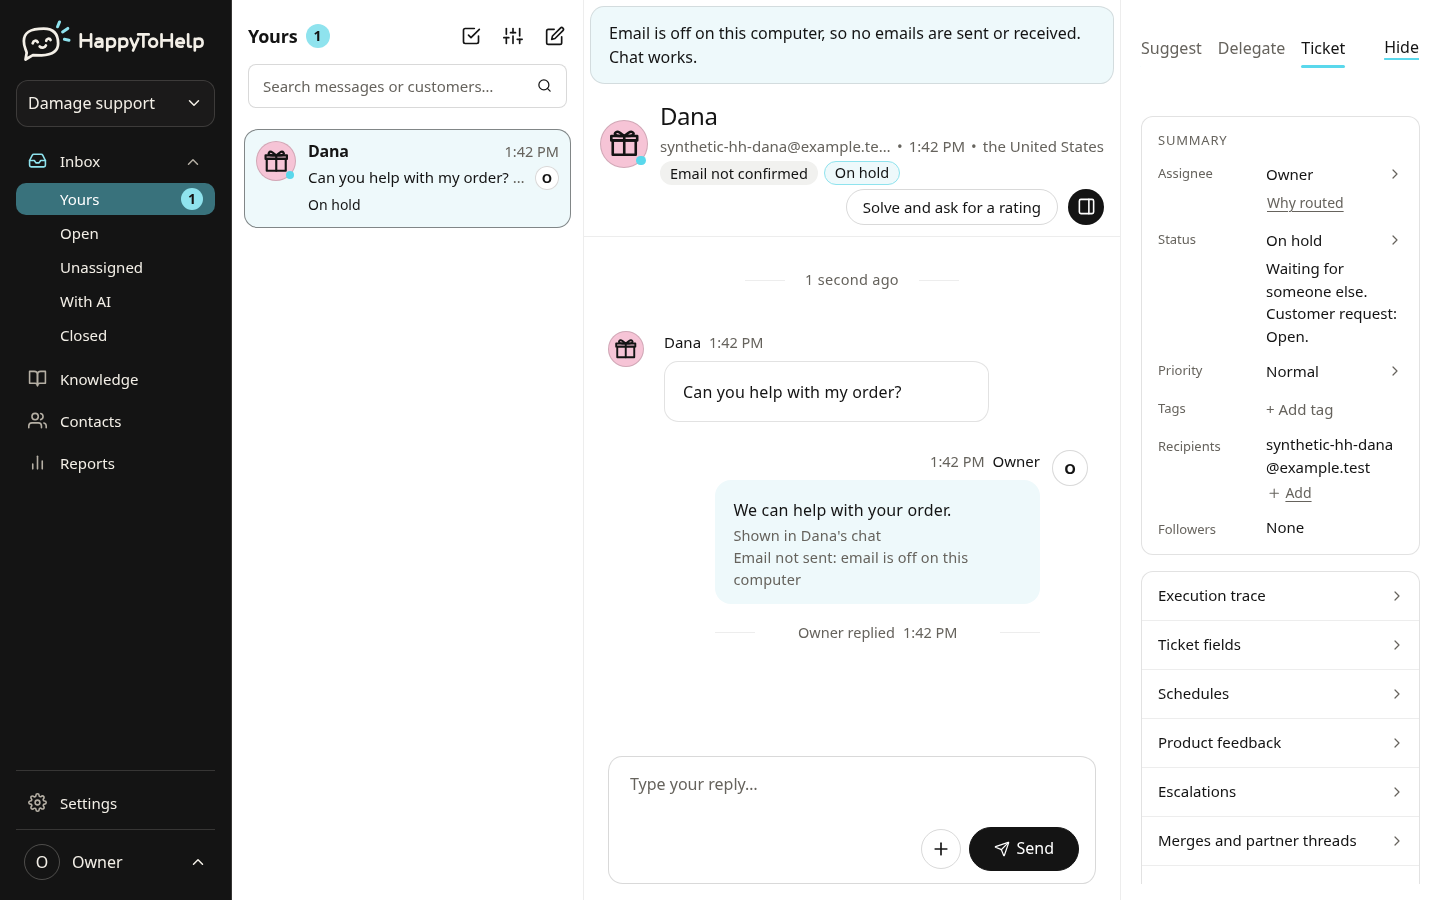 HappyToHelp
Damage support
Inbox
Yours 1
Open
Unassigned
With AI
Closed
Knowledge
Contacts
Reports
Settings
O Owner
Yours 1
Search messages or customers...
Dana 1:42 PM
Can you help with my order? ... O
On hold
Email is off on this computer, so no emails are sent or received.
Chat works.
Dana
synthetic-hh-dana@example.te... • 1:42 PM • the United States
Email not confirmed On hold
Solve and ask for a rating
1 second ago
Dana 1:42 PM
Can you help with my order?
1:42 PM Owner
O
We can help with your order.
Shown in Dana's chat
Email not sent: email is off on this
computer
Owner replied 1:42 PM
Type your reply...
Send
Suggest Delegate Ticket Hide
SUMMARY
Assignee Owner
Why routed
Status On hold
Waiting for
someone else.
Customer request:
Open.
Priority Normal
Tags + Add tag
Recipients synthetic-hh-dana
@example.test
+ Add
Followers None
Execution trace
Ticket fields
Schedules
Product feedback
Escalations
Merges and partner threads